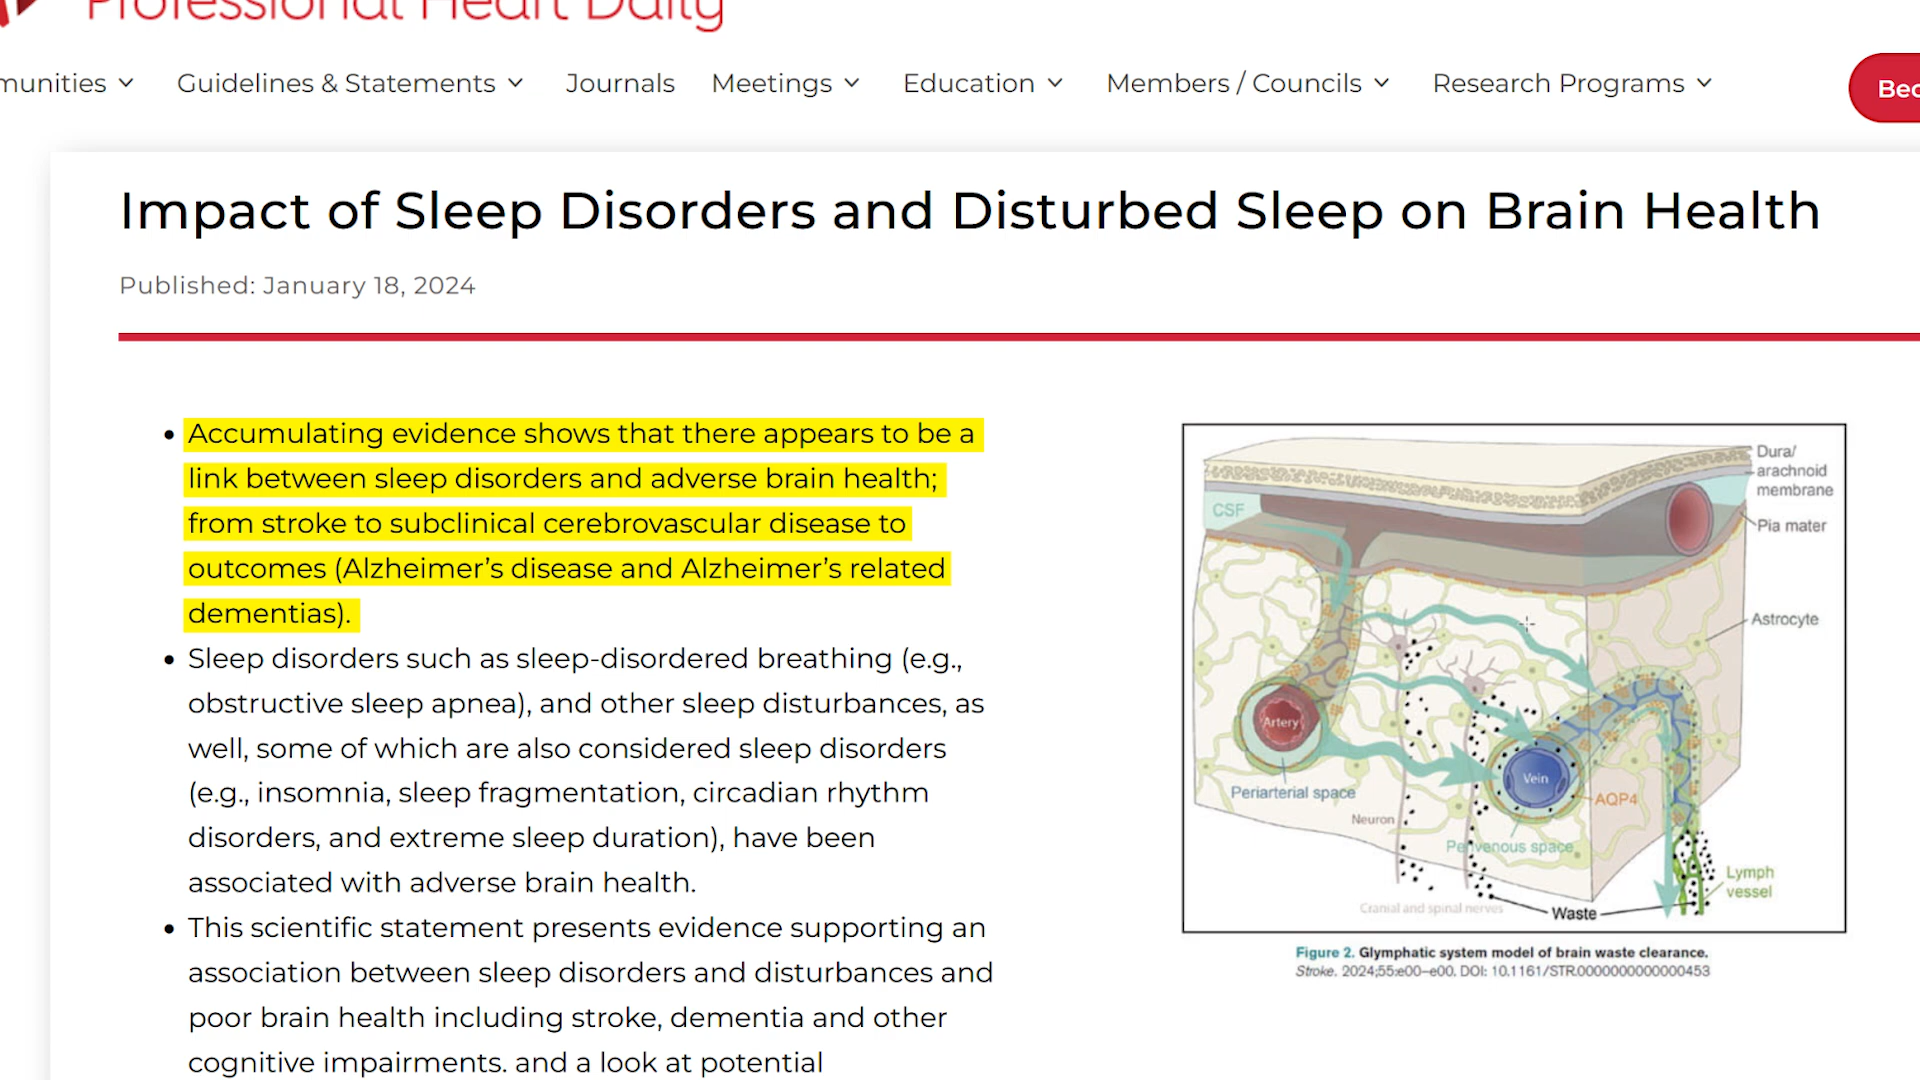 Professional Heart Daily
munities
Guidelines & Statements
Journals
Meetings
Education
Members / Councils
Research Programs
Bec
Impact of Sleep Disorders and Disturbed Sleep on Brain Health
Published: January 18, 2024
• Accumulating evidence shows that there appears to be a
link between sleep disorders and adverse brain health;
from stroke to subclinical cerebrovascular disease to
outcomes (Alzheimer’s disease and Alzheimer’s related
dementias).
• Sleep disorders such as sleep-disordered breathing (e.g.,
obstructive sleep apnea), and other sleep disturbances, as
well, some of which are also considered sleep disorders
(e.g., insomnia, sleep fragmentation, circadian rhythm
disorders, and extreme sleep duration), have been
associated with adverse brain health.
• This scientific statement presents evidence supporting an
association between sleep disorders and disturbances and
poor brain health including stroke, dementia and other
cognitive impairments. and a look at potential
Dura/
arachnoid
membrane
CSF
Pia mater
Astrocyte
Artery
Vein
Periarterial space
AQP4
Neuron
Perivenous space
Lymph
vessel
Cranial and spinal nerves
Waste
Figure 2. Glymphatic system model of brain waste clearance.
Stroke. 2024;55:e00–e00. DOI: 10.1161/STR.0000000000000453